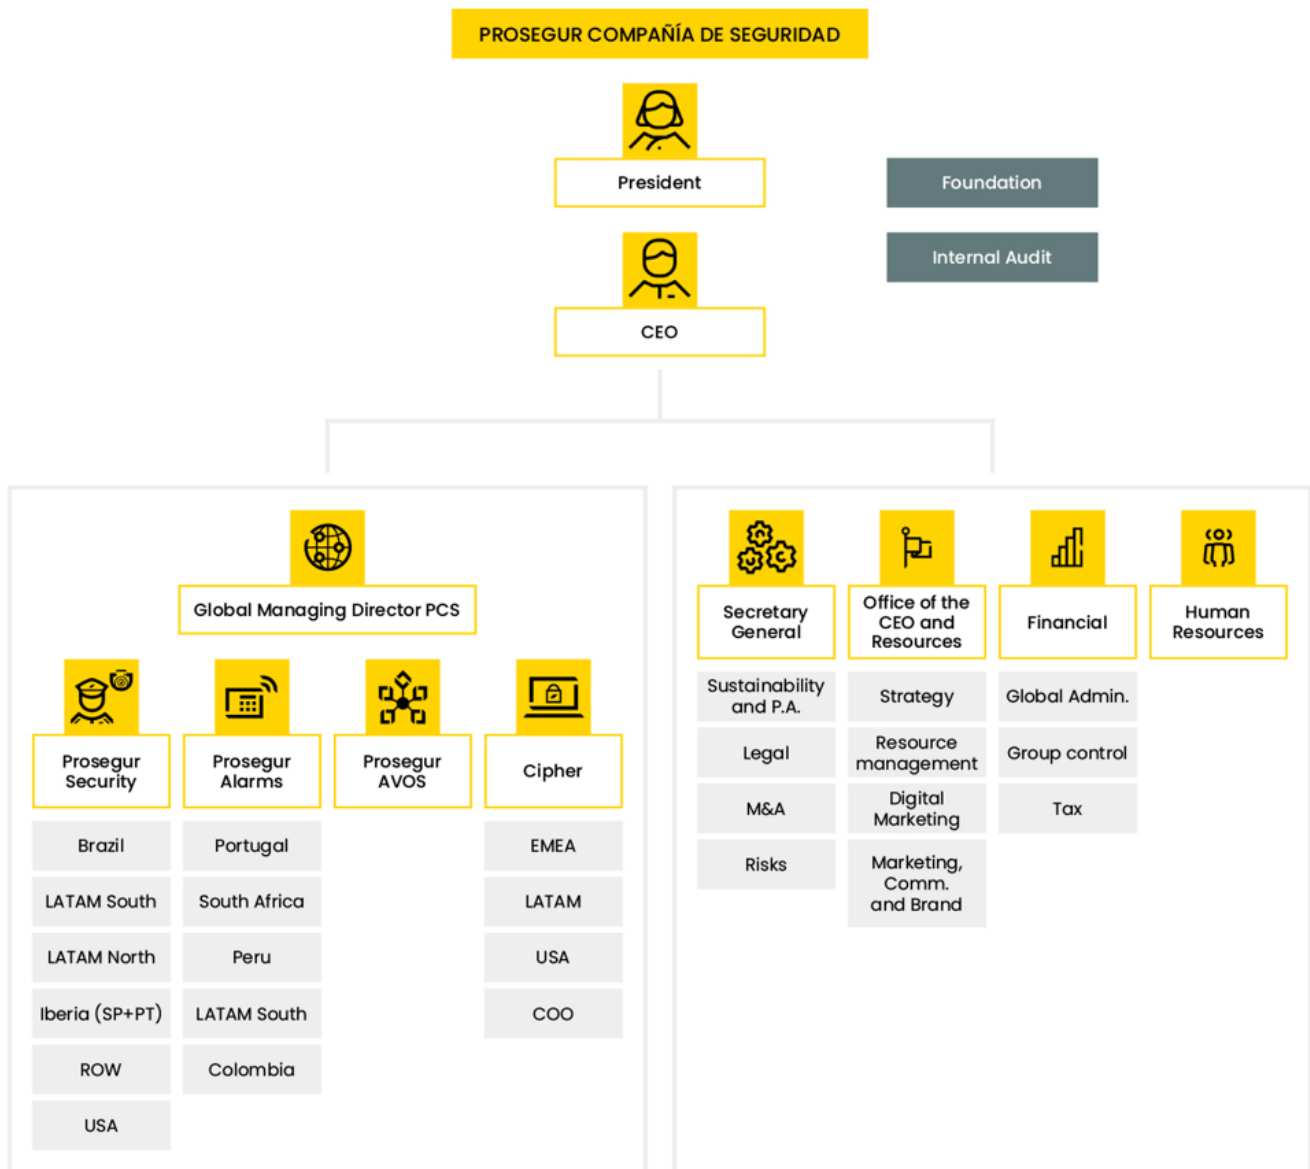 PROSEGUR COMPAÑÍA DE SEGURIDAD
President
Foundation
Internal Audit
CEO
Global Managing Director PCS
Prosegur
Security
Brazil
LATAM South
LATAM North
Iberia (SP+PT)
ROW
USA
Prosegur
Alarms
Portugal
South Africa
Peru
LATAM South
Colombia
Prosegur
AVOS
Cipher
EMEA
LATAM
USA
COO
Secretary
General
Sustainability
and P.A.
Legal
M&A
Risks
Office of the
CEO and
Resources
Strategy
Resource
management
Digital
Marketing
Marketing,
Comm.
and Brand
Financial
Global Admin.
Group control
Tax
Human
Resources